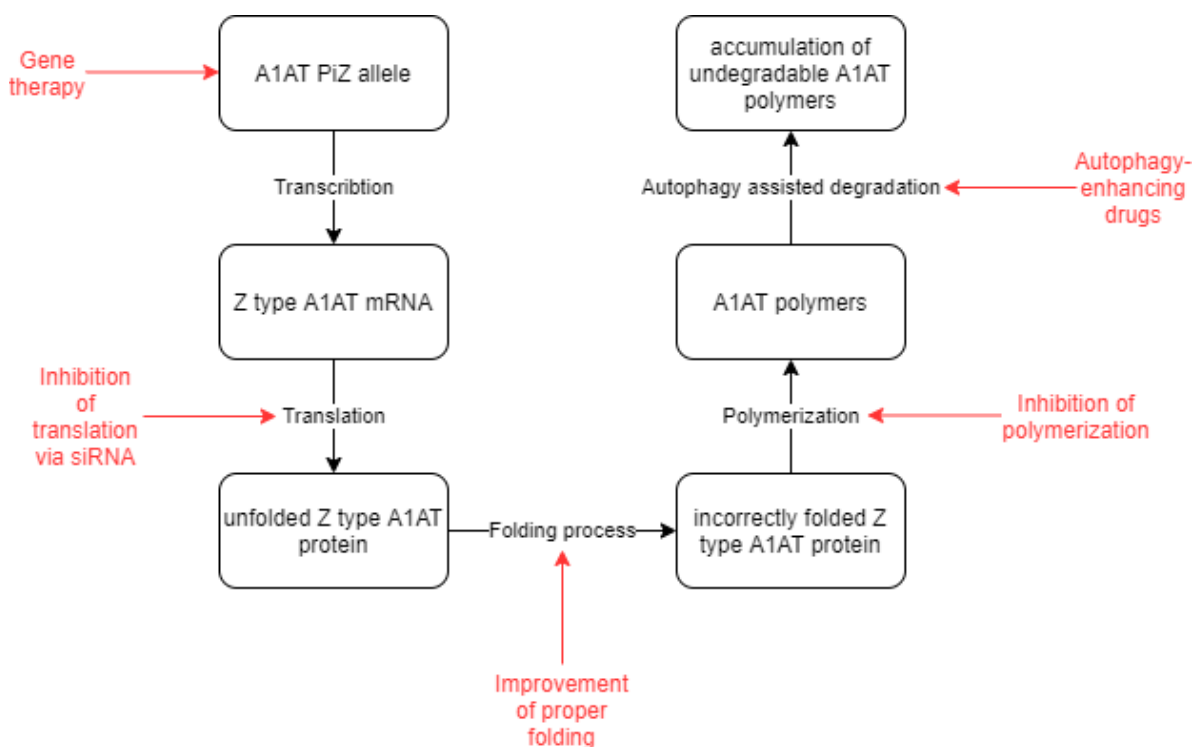 Gene
therapy
A1AT PiZ allele
Transcribtion
Z type A1AT mRNA
Inhibition
of
translation
via siRNA
Translation
unfolded Z type A1AT
protein
Folding process
Improvement
of proper
folding
incorrectly folded Z
type A1AT protein
Polymerization
Inhibition of
polymerization
A1AT polymers
Autophagy assisted degradation
Autophagy-
enhancing
drugs
accumulation of
undegradable A1AT
polymers